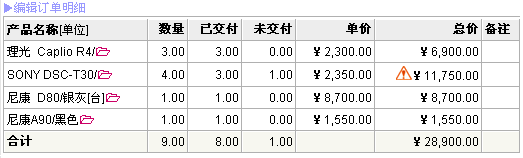 编辑订单明细
产品名称[单位] 数量 已交付 未交付 单价 总价 备注
理光 Caplio R4/ 3.00 3.00 0.00 ¥ 2,300.00 ¥ 6,900.00
SONY DSC-T30/ 4.00 3.00 1.00 ¥ 2,350.00 ¥ 11,750.00
尼康 D80/银灰[台] 1.00 1.00 0.00 ¥ 8,700.00 ¥ 8,700.00
尼康A90/黑色 1.00 1.00 0.00 ¥ 1,550.00 ¥ 1,550.00
合计 9.00 8.00 1.00 ¥ 28,900.00